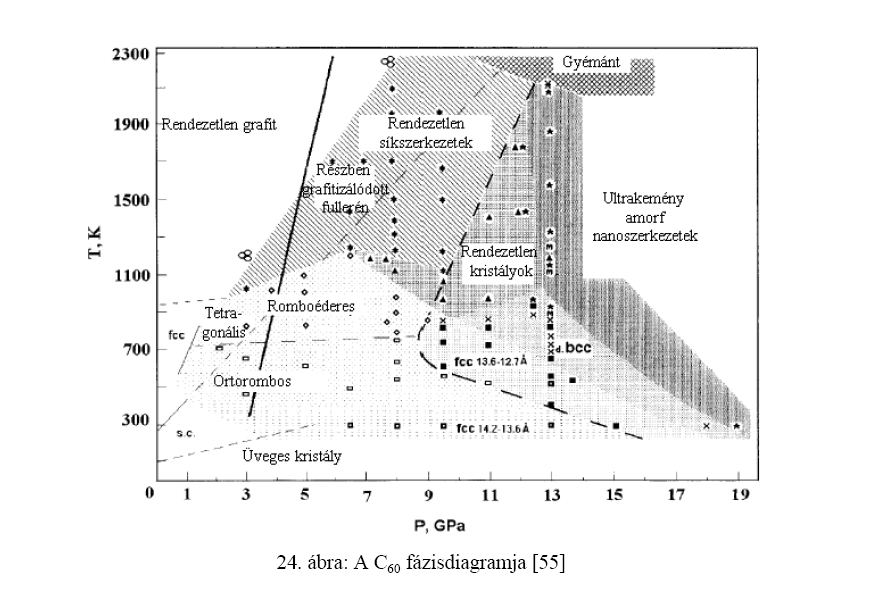 2300
1900
1500
1100
700
300
0
T, K
1
3
5
7
9
11
13
15
17
19
P, GPa
Gyémánt
Rendezetlen grafit
Rendezetlen
síkszerkezetek
Részben
grafitizálódott
fullerén
Ultrakemény
amorf
nanoszerkezetek
Rendezetlen
kristályok
Romboéderes
Tetra-
gonális
fcc
d.bcc
fcc 13.6-12.7Å
Ortorombos
fcc 14.2-13.6Å
s.c.
Üveges kristály
24. ábra: A C60 fázisdiagramja [55]